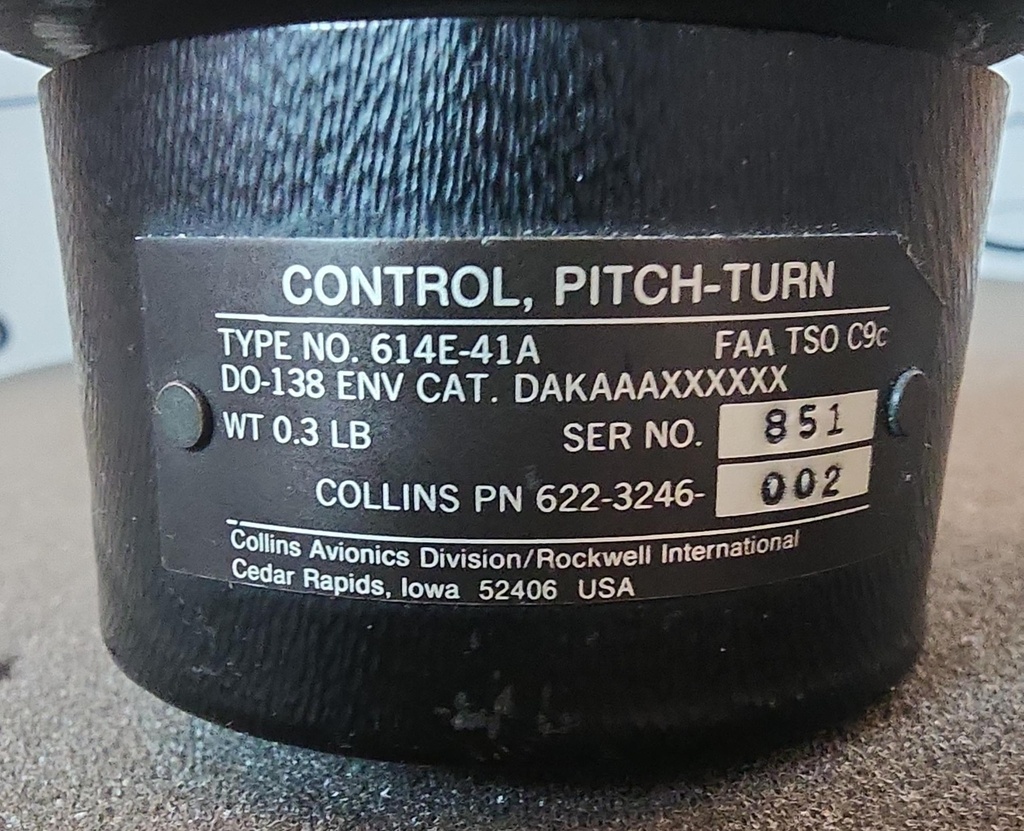 CONTROL, PITCH-TURN
TYPE NO. 614E-41A FAA TSO C9c
DO-138 ENV CAT. DAKAAAXXXXXX
WT 0.3 LB SER NO. 851
COLLINS PN 622-3246- 002
Collins Avionics Division/Rockwell International
Cedar Rapids, Iowa 52406 USA